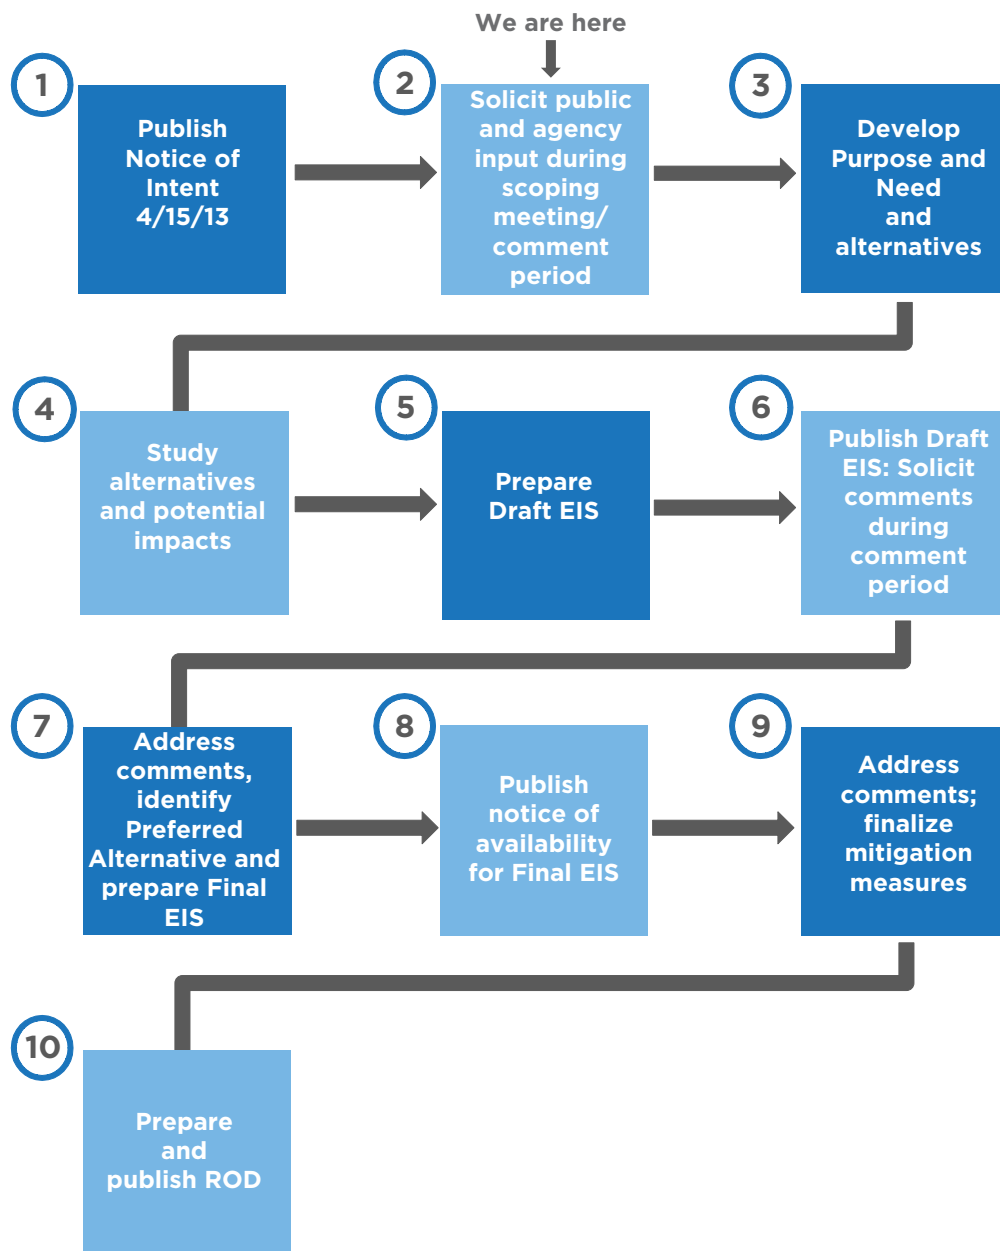 We are here
1
Publish
Notice of
Intent
4/15/13
2
Solicit public
and agency
input during
scoping
meeting/
comment
period
3
Develop
Purpose and
Need
and
alternatives
4
Study
alternatives
and potential
impacts
5
Prepare
Draft EIS
6
Publish Draft
EIS: Solicit
comments
during
comment
period
7
Address
comments,
identify
Preferred
Alternative and
prepare Final
EIS
8
Publish
notice of
availability
for Final EIS
9
Address
comments;
finalize
mitigation
measures
10
Prepare
and
publish ROD